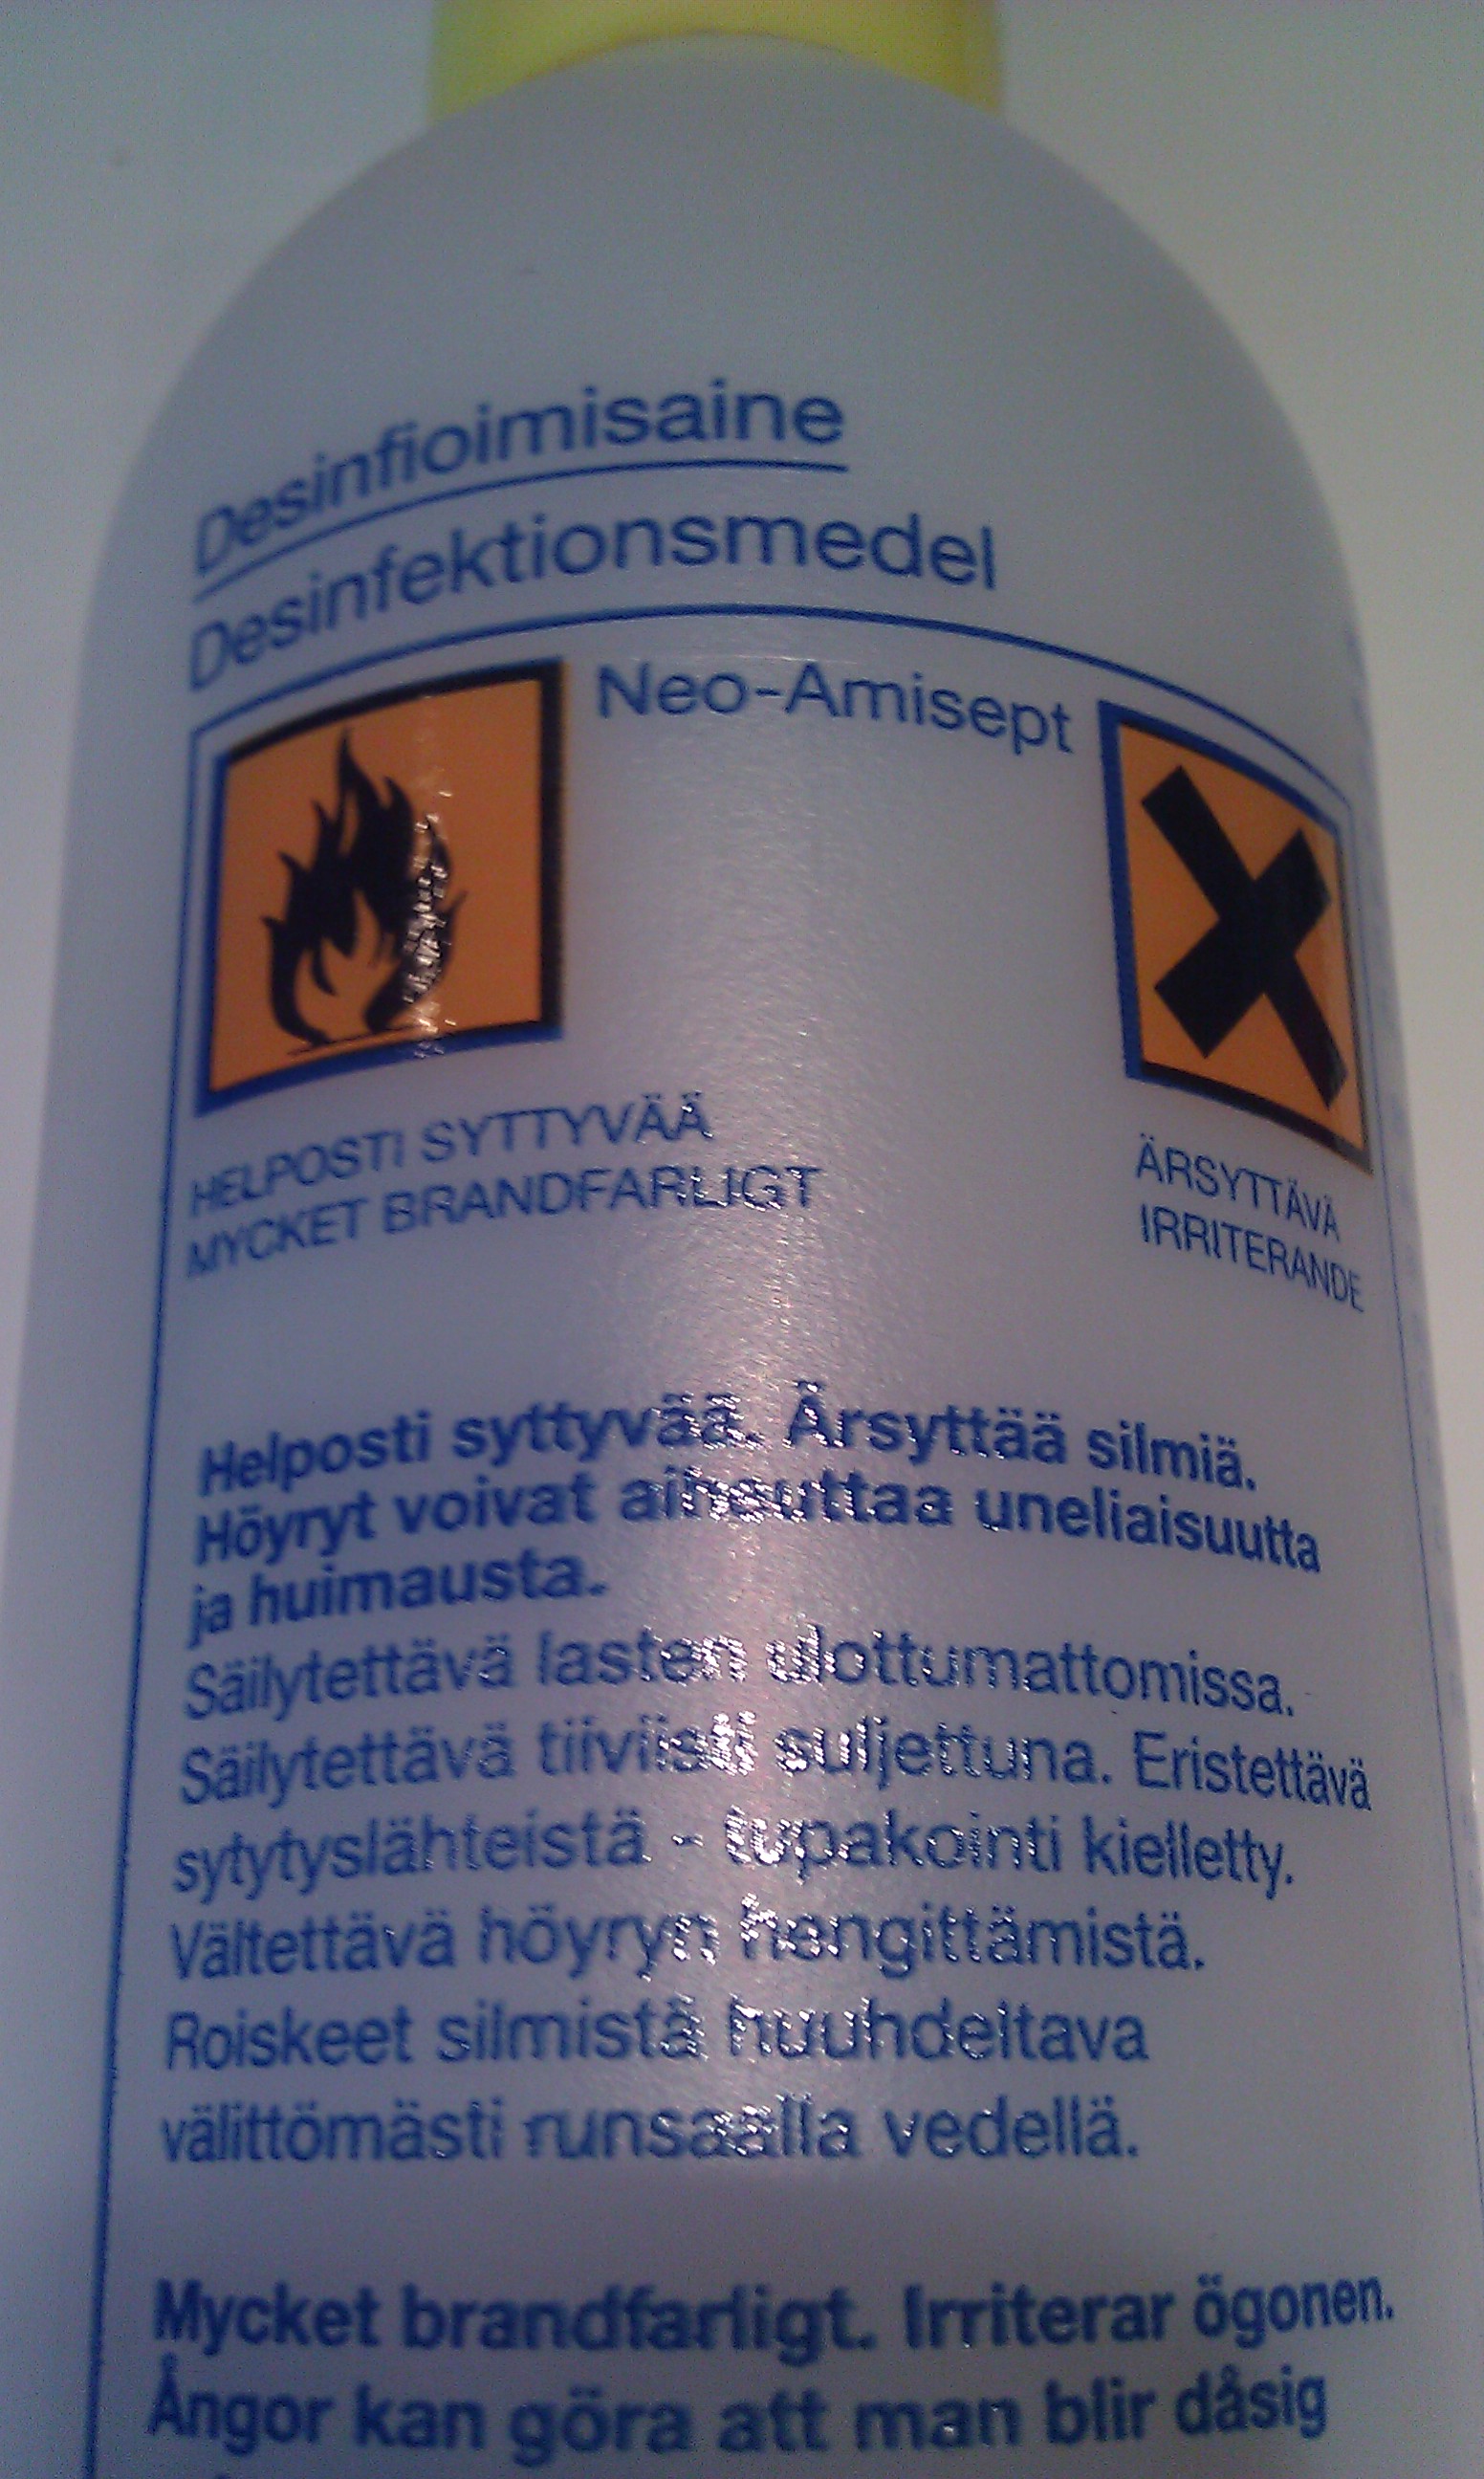 Desinfioimisaine
Desinfektionsmedel
Neo-Amisept
HELPOSTI SYTTYVÄÄ
MYCKET BRANDFARLIGT
ÄRSYTTÄVÄ
IRRITERANDE
Helposti syttyvää. Ärsyttää silmiä.
Höyryt voivat aiheuttaa uneliaisuutta
ja huimausta.
Säilytettävä lasten ulottumattomissa.
Säilytettävä tiiviisti suljettuna. Eristettävä
sytytyslähteistä - tupakointi kielletty.
Vältettävä höyryn hengittämistä.
Roiskeet silmistä huuhdeltava
välittömästi runsaalla vedellä.
Mycket brandfarligt. Irriterar ögonen.
Ångor kan göra att man blir dåsig